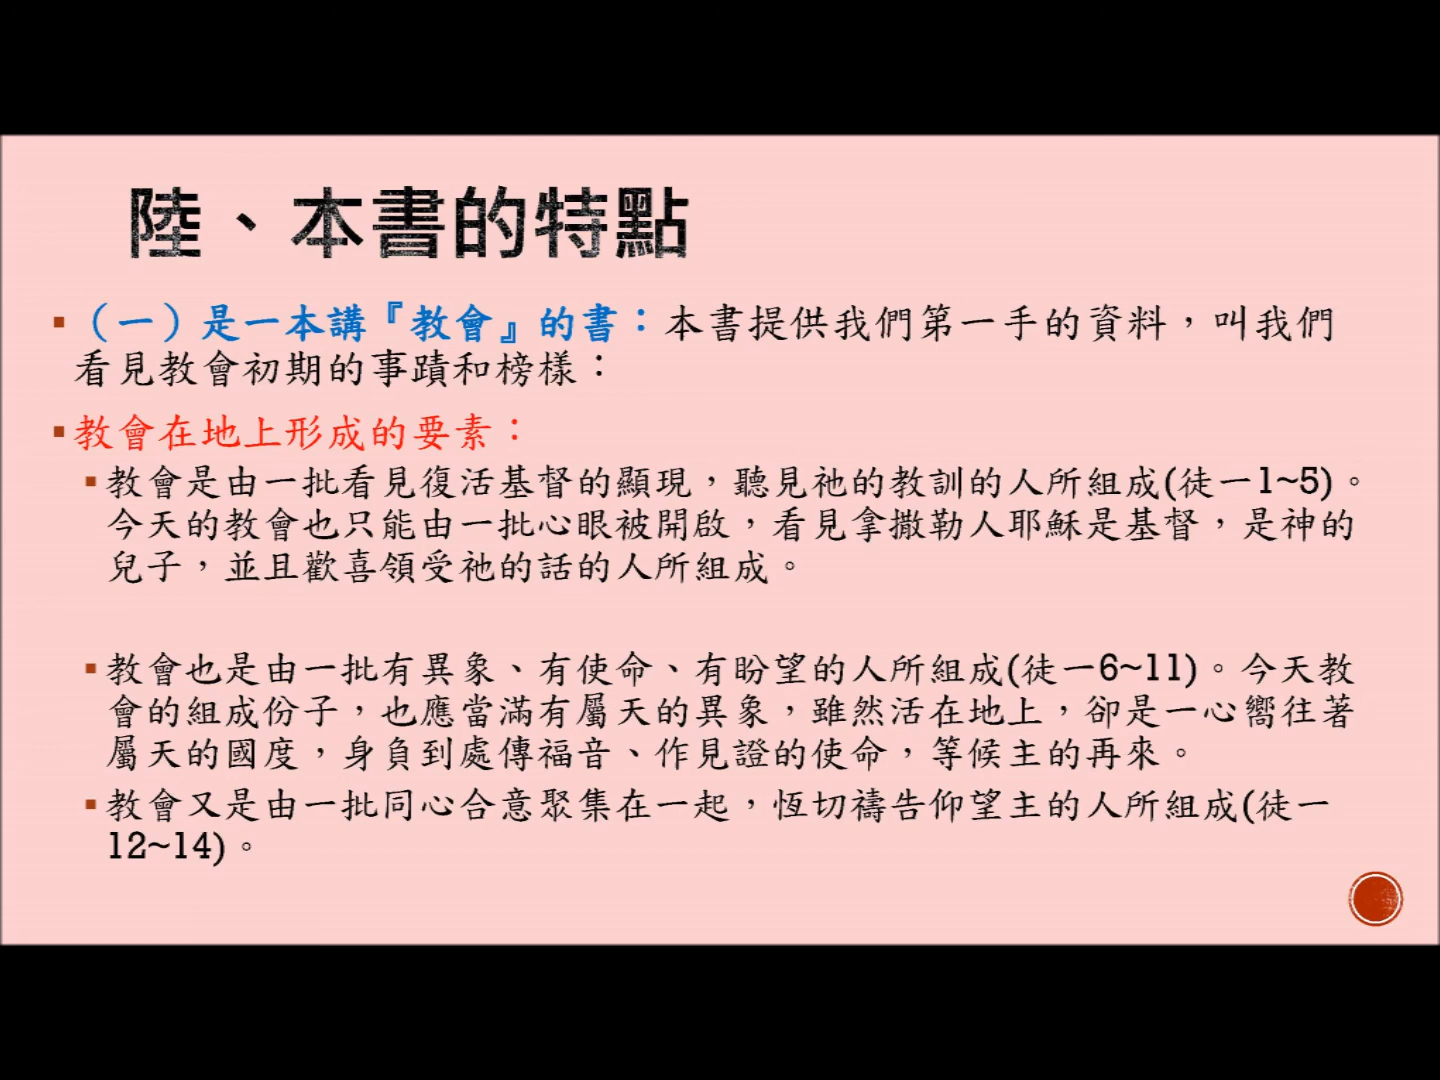 陸、本書的特點
（一）是一本講『教會』的書：本書提供我們第一手的資料，叫我們
看見教會初期的事蹟和榜樣：
教會在地上形成的要素：
教會是由一批看見復活基督的顯現，聽見祂的教訓的人所組成(徒一1~5)。
今天的教會也只能由一批心眼被開啟，看見拿撒勒人耶穌是基督，是神的
兒子，並且歡喜領受祂的話的人所組成。
教會也是由一批有異象、有使命、有盼望的人所組成(徒一6~11)。今天教
會的組成份子，也應當滿有屬天的異象，雖然活在地上，卻是一心嚮往著
屬天的國度，身負到處傳福音、作見證的使命，等候主的再來。
教會又是由一批同心合意聚集在一起，恆切禱告仰望主的人所組成(徒一
12~14)。